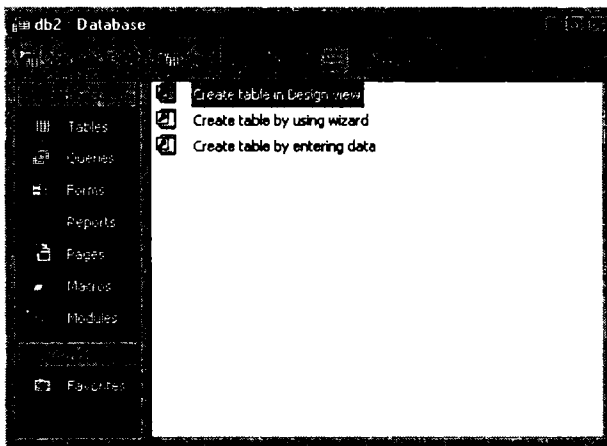 db2 : Database
Create table in Design view
Create table by using wizard
Create table by entering data
Tables
Queries
Forms
Reports
Pages
Macros
Modules
Favorites